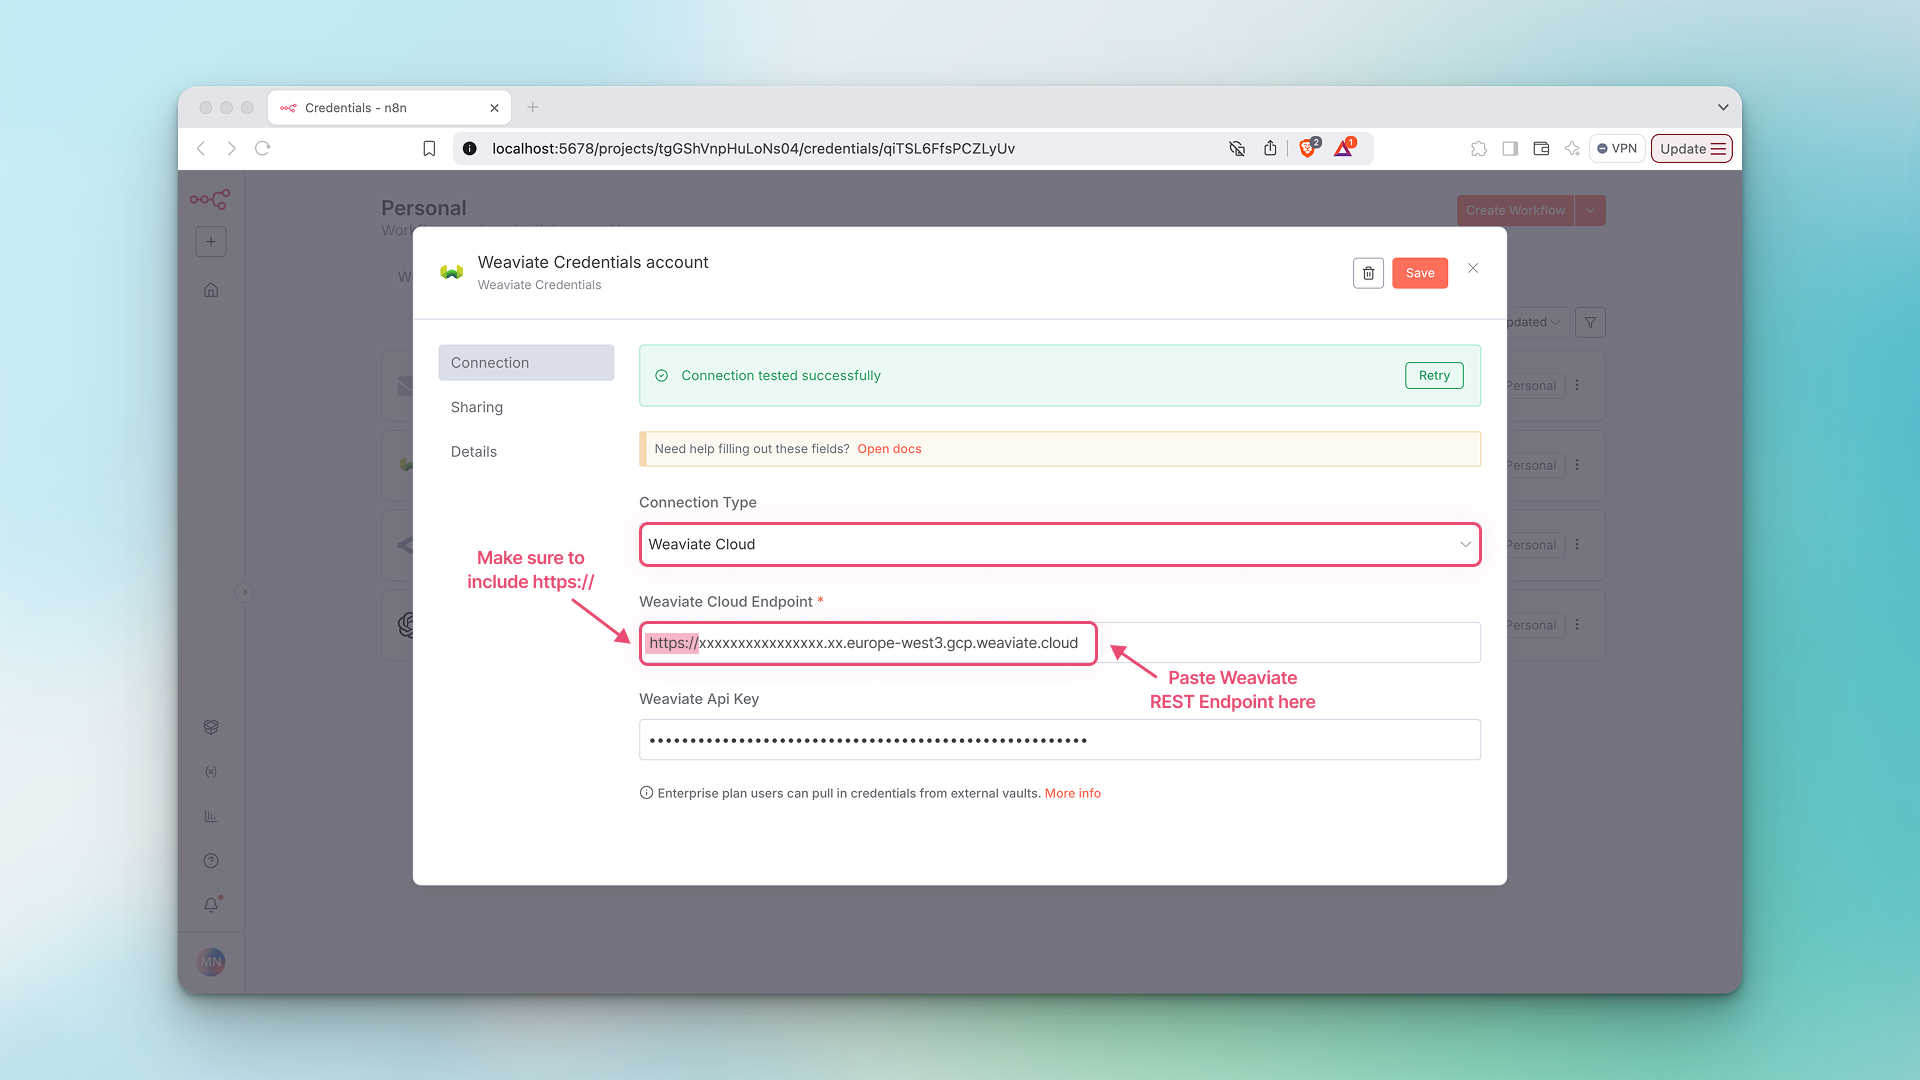 Credentials - n8n
localhost:5678/projects/tgGShVnpHuLoNs04/credentials/qiTSL6FfsPCZLyUv
2
1
VPN
Update
Personal
Create Workflow
Weaviate Credentials account
Weaviate Credentials
Save
Connection
Sharing
Details
Connection tested successfully
Retry
Need help filling out these fields? Open docs
Connection Type
Weaviate Cloud
Make sure to
include https://
Weaviate Cloud Endpoint *
https://xxxxxxxxxxxxxxxx.xx.europe-west3.gcp.weaviate.cloud
Paste Weaviate
REST Endpoint here
Weaviate Api Key
Enterprise plan users can pull in credentials from external vaults. More info
Personal
Personal
Personal
Personal
MN